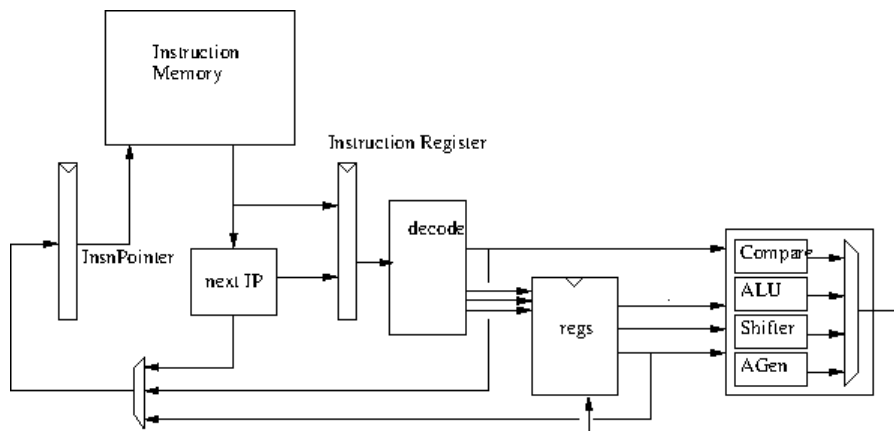 Instruction
Memory
Instruction Register
InsnPointer
next IP
decode
regs
Compare
ALU
Shifter
AGen